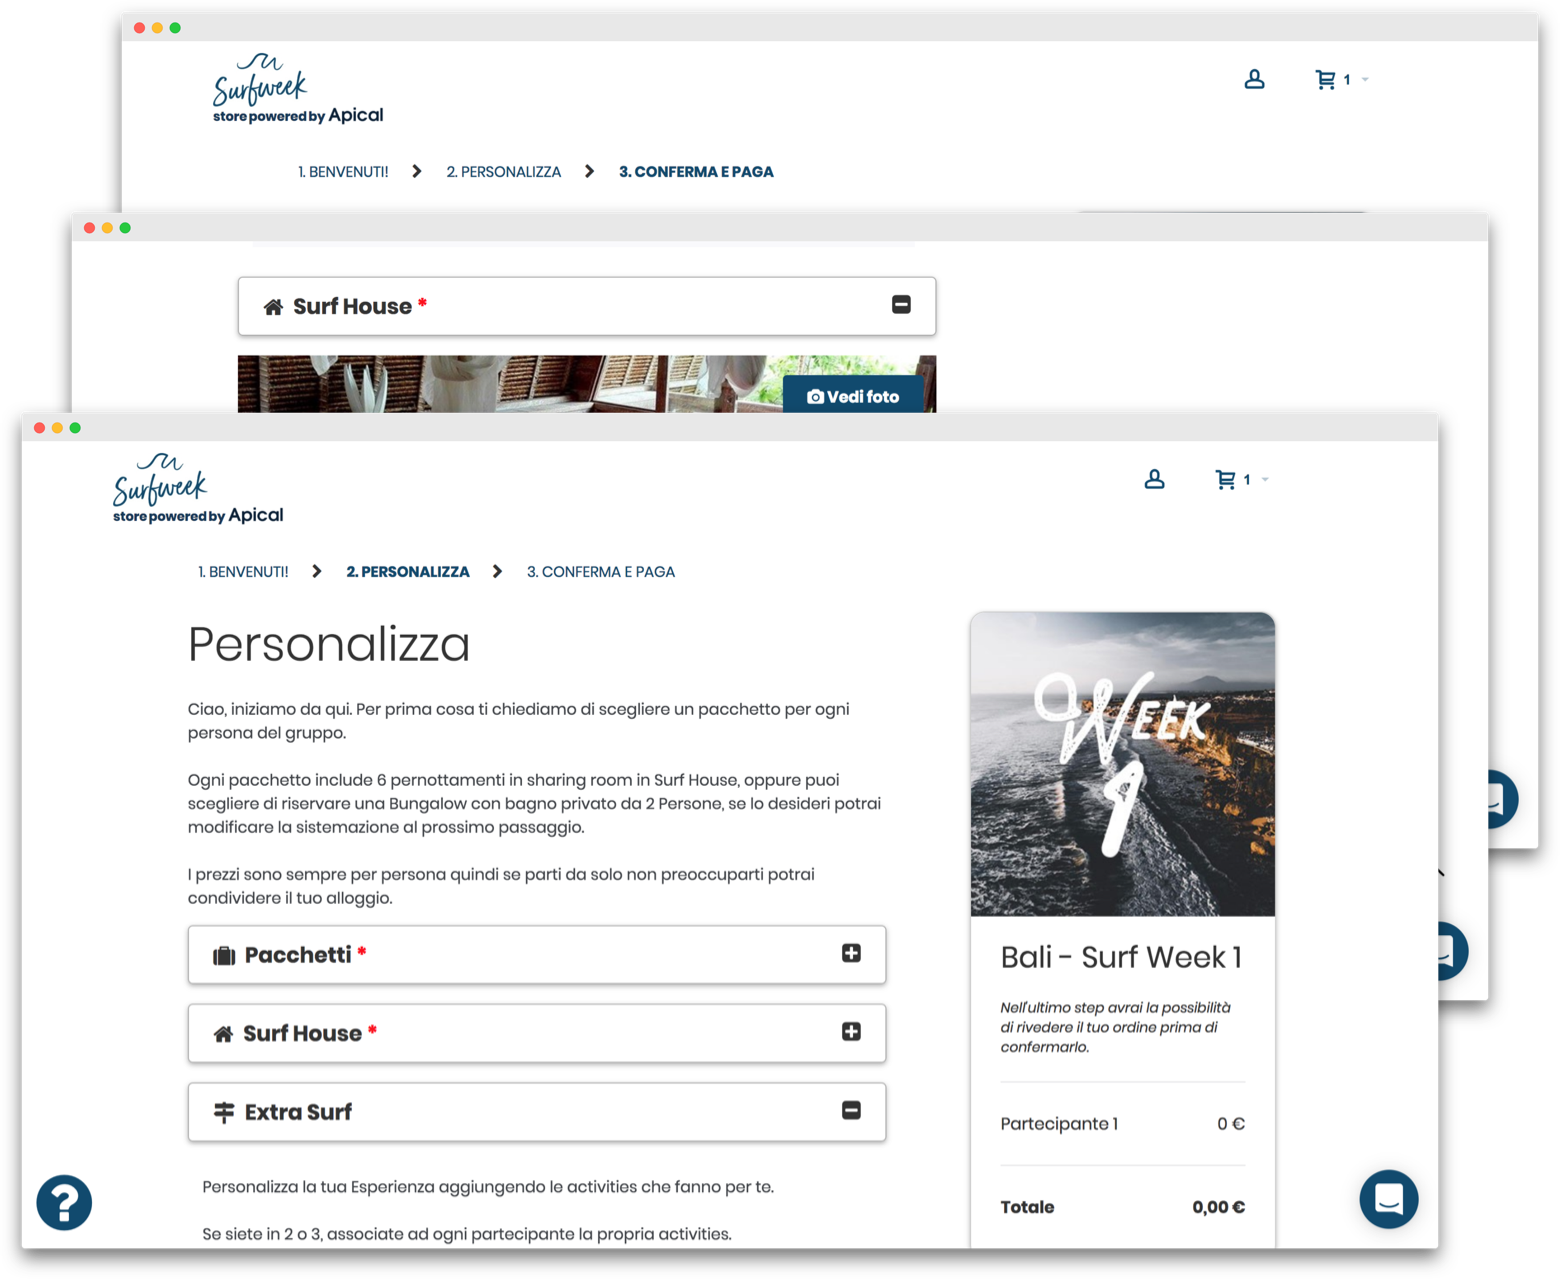 Surfweek
store powered by Apical
1
1. BENVENUTI!
2. PERSONALIZZA
3. CONFERMA E PAGA
Surf House *
Vedi foto
Surfweek
store powered by Apical
1
1. BENVENUTI!
2. PERSONALIZZA
3. CONFERMA E PAGA
Personalizza
Ciao, iniziamo da qui. Per prima cosa ti chiediamo di scegliere un pacchetto per ogni
persona del gruppo.
Ogni pacchetto include 6 pernottamenti in sharing room in Surf House, oppure puoi
scegliere di riservare una Bungalow con bagno privato da 2 Persone, se lo desideri potrai
modificare la sistemazione al prossimo passaggio.
I prezzi sono sempre per persona quindi se parti da solo non preoccuparti potrai
condividere il tuo alloggio.
Pacchetti *
Surf House *
Extra Surf
Personalizza la tua Esperienza aggiungendo le activities che fanno per te.
Se siete in 2 o 3, associate ad ogni partecipante la propria activities.
WEEK
1
Bali - Surf Week 1
Nell'ultimo step avrai la possibilità
di rivedere il tuo ordine prima di
confermarlo.
Partecipante 1 0 €
Totale 0,00 €
?